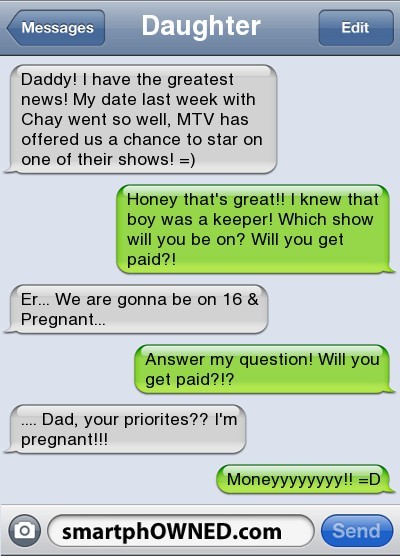 Messages Daughter Edit
Daddy! I have the greatest
news! My date last week with
Chay went so well, MTV has
offered us a chance to star on
one of their shows! =)
Honey that's great!! I knew that
boy was a keeper! Which show
will you be on? Will you get
paid?!
Er... We are gonna be on 16 &
Pregnant...
Answer my question! Will you
get paid?!?
.... Dad, your priorites?? I'm
pregnant!!!
Moneyyyyyyyy!! =D
smartphOWNED.com Send